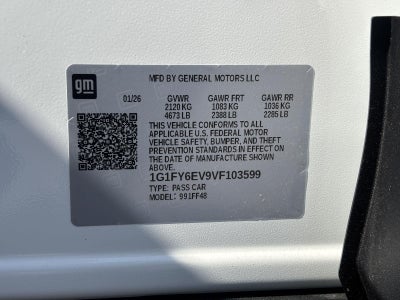 gm
MFD BY GENERAL MOTORS LLC
01/26 GVWR GAWR FRT GAWR RR
2120 KG 1083 KG 1036 KG
4673 LB 2388 LB 2285 LB
THIS VEHICLE CONFORMS TO ALL
APPLICABLE U.S. FEDERAL MOTOR
VEHICLE SAFETY, BUMPER, AND THEFT
PREVENTION STANDARDS IN EFFECT ON
THE DATE OF MANUFACTURE SHOWN
ABOVE.
1G1FY6EV9VF103599
TYPE: PASS CAR
MODEL: 991FF48